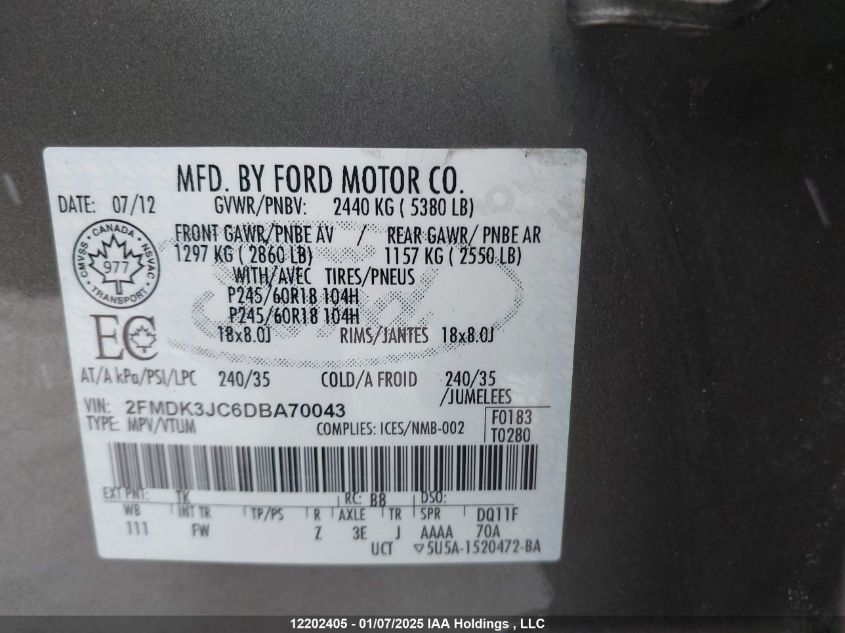 MFD. BY FORD MOTOR CO.
DATE: 07/12 GVWR/PNBV: 2440 KG ( 5380 LB)
FRONT GAWR/PNBE AV / REAR GAWR/ PNBE AR
1297 KG ( 2860 LB) 1157 KG ( 2550 LB)
WITH/AVEC TIRES/PNEUS
P245/60R18 104H
P245/60R18 104H
18x8.0J RIMS/JANTES 18x8.0J
CANADA
CMVSS NSVAC
977
TRANSPORT
EC
AT/A kPa/PSI/LPC 240/35 COLD/A FROID 240/35
/JUMELEES
VIN: 2FMDK3JC6DBA70043
TYPE: MPV/VTUM COMPLIES: ICES/NMB-002
F0183
T0280
EXT PNT: TK RC: BB DSO:
WB INT TR TP/PS R AXLE TR SPR DQ11F
111 FW Z 3E J AAAA 70A
UCT ▽5U5A-1520472-BA
12202405 - 01/07/2025 IAA Holdings , LLC